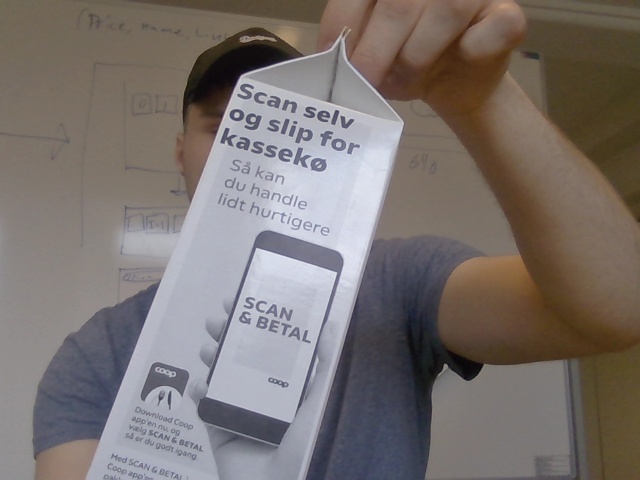 Scan selv
og slip for
kassekø
Så kan
du handle
lidt hurtigere
SCAN
& BETAL
coop
coop
Download Coop
app'en nu, og
vælg SCAN & BETAL
så er du godt igang.
Med SCAN & BETAL i
Coop app'en